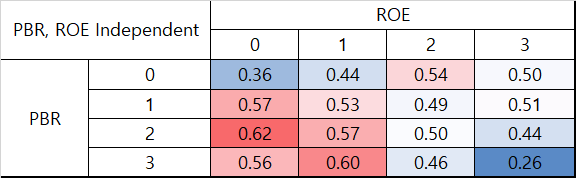 PBR, ROE Independent
ROE
0 1 2 3
PBR
0 0.36 0.44 0.54 0.50
1 0.57 0.53 0.49 0.51
2 0.62 0.57 0.50 0.44
3 0.56 0.60 0.46 0.26